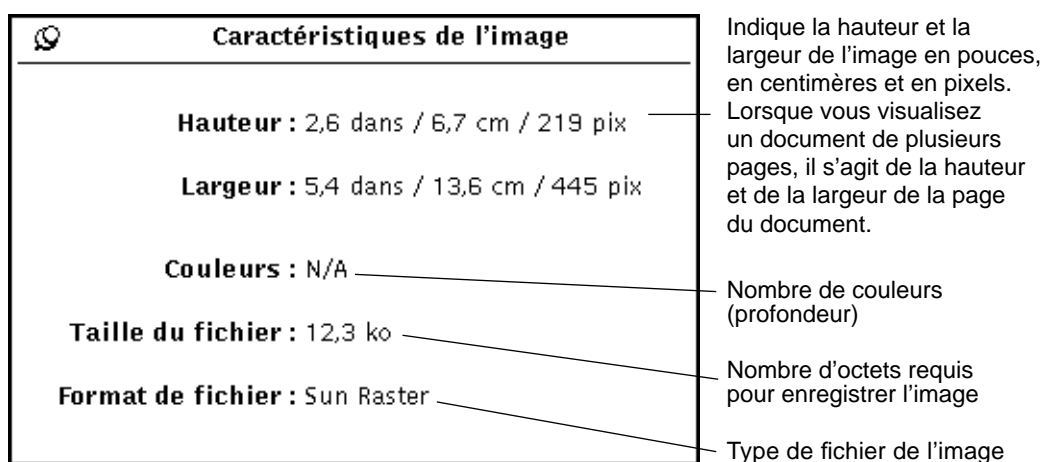 Caractéristiques de l'image
Hauteur : 2,6 dans / 6,7 cm / 219 pix
Largeur : 5,4 dans / 13,6 cm / 445 pix
Couleurs : N/A
Taille du fichier : 12,3 ko
Format de fichier : Sun Raster
Indique la hauteur et la
largeur de l'image en pouces,
en centimères et en pixels.
Lorsque vous visualisez
un document de plusieurs
pages, il s'agit de la hauteur
et de la largeur de la page
du document.
Nombre de couleurs
(profondeur)
Nombre d'octets requis
pour enregistrer l'image
Type de fichier de l'image